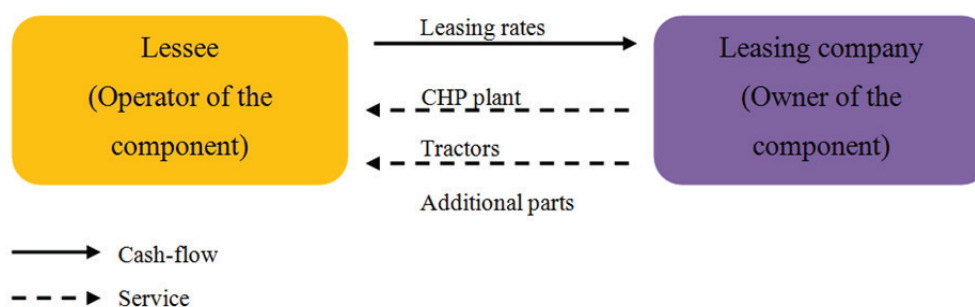 Lessee
(Operator of the
component)
Leasing rates
CHP plant
Tractors
Additional parts
Leasing company
(Owner of the
component)
Cash-flow
Service